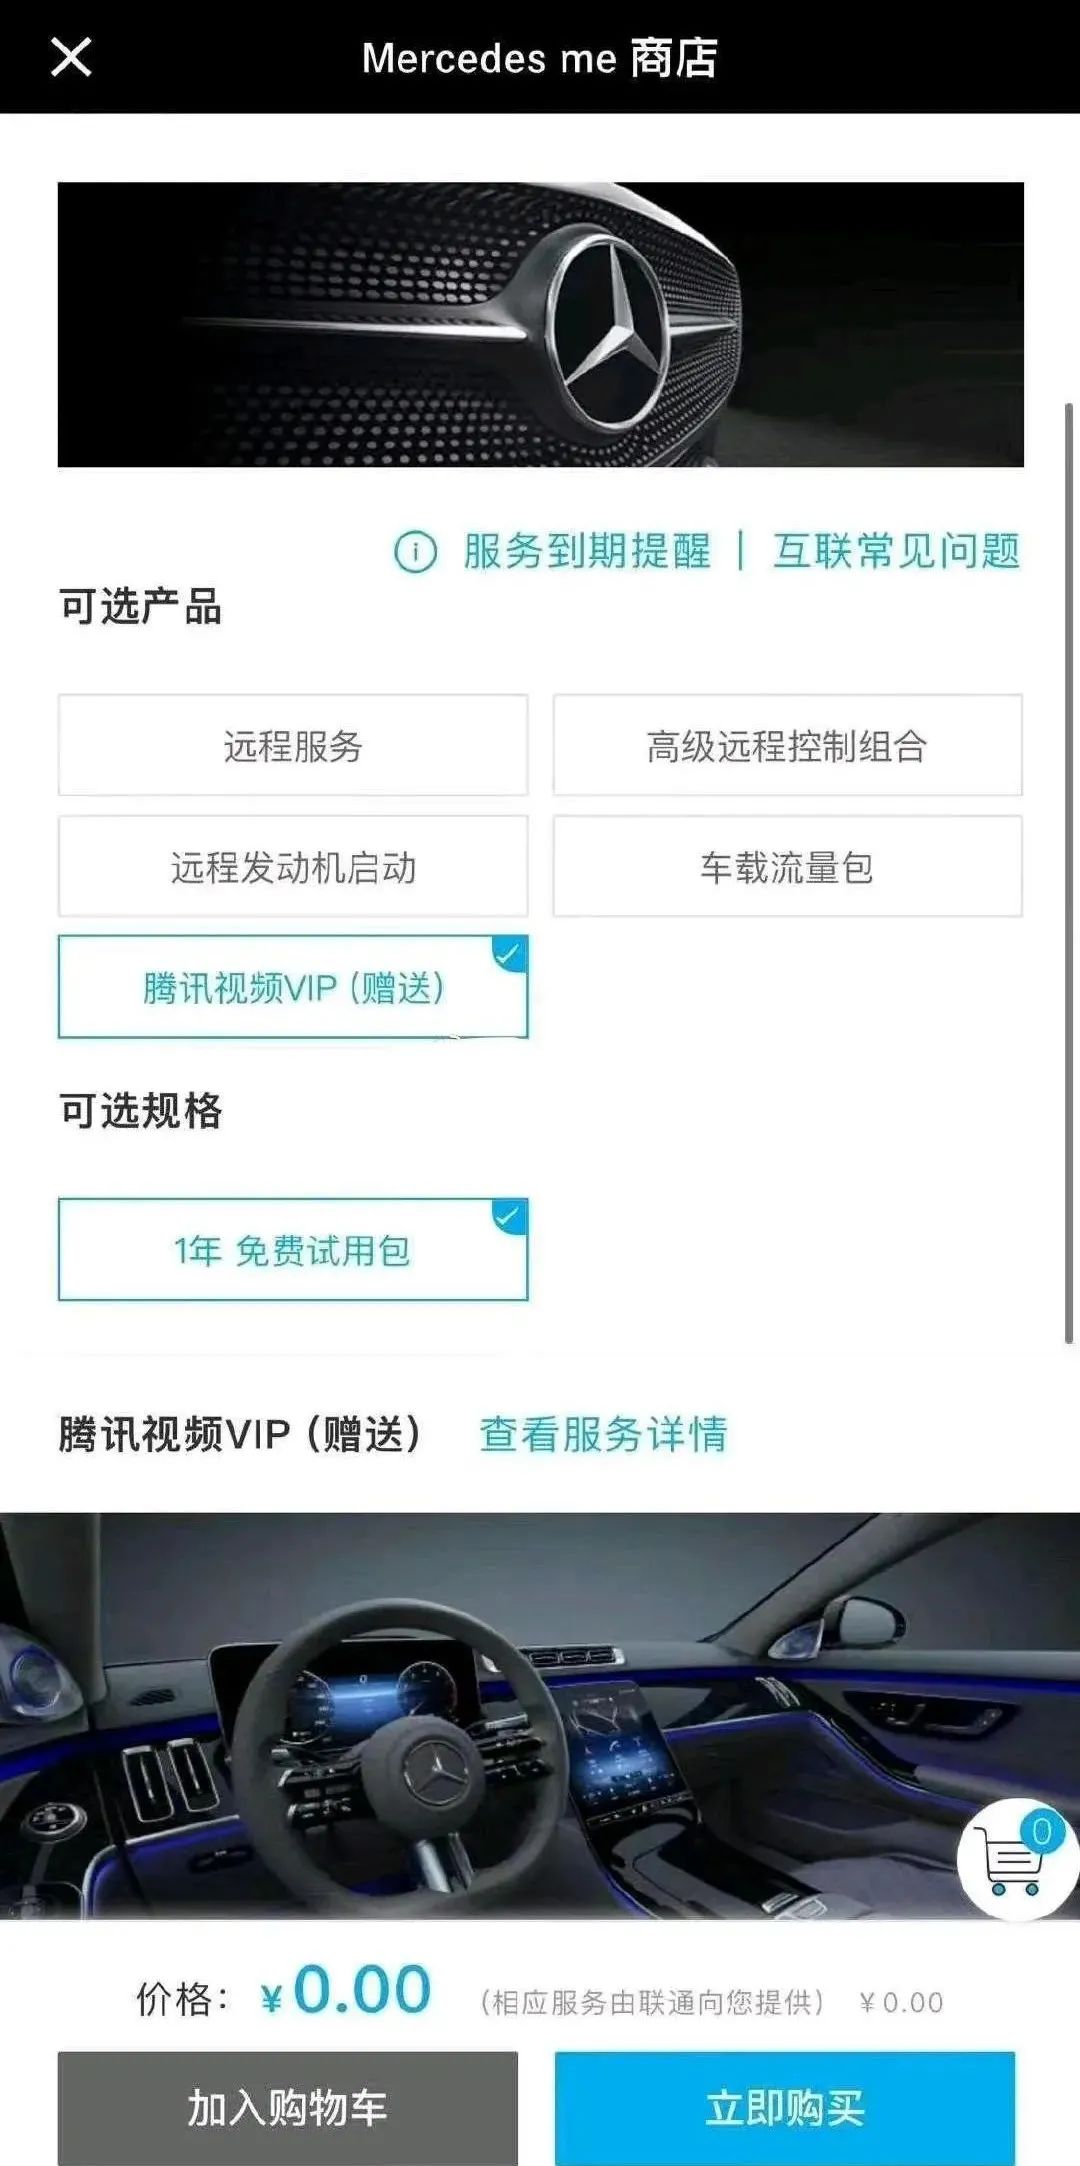 Mercedes me 商店
服务到期提醒 | 互联常见问题
可选产品
远程服务
高级远程控制组合
远程发动机启动
车载流量包
腾讯视频VIP (赠送)
可选规格
1年 免费试用包
腾讯视频VIP (赠送) 查看服务详情
0
价格: ¥0.00 (相应服务由联通向您提供) ¥0.00
加入购物车
立即购买